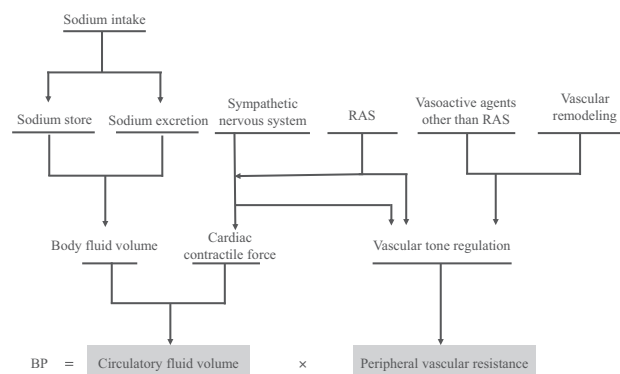 Sodium intake
Sodium store
Sodium excretion
Sympathetic
nervous system
RAS
Vasoactive agents
other than RAS
Vascular
remodeling
Body fluid volume
Cardiac
contractile force
Vascular tone regulation
BP = Circulatory fluid volume × Peripheral vascular resistance